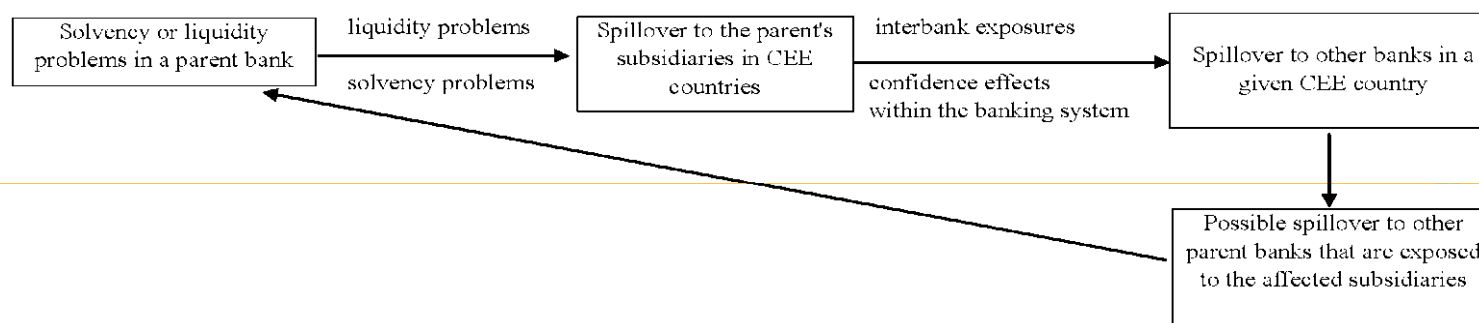 Solvency or liquidity
problems in a parent bank
liquidity problems
solvency problems
Spillover to the parent's
subsidiaries in CEE
countries
interbank exposures
confidence effects
within the banking system
Spillover to other banks in a
given CEE country
Possible spillover to other
parent banks that are exposed
to the affected subsidiaries